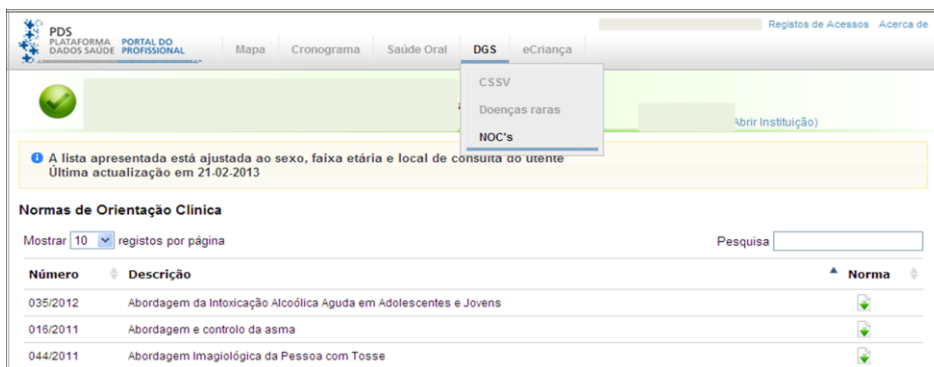 Registos de Acessos Acerca de
PDS
PLATAFORMA
DADOS SAÚDE
PORTAL DO
PROFISSIONAL
Mapa Cronograma Saúde Oral DGS eCriança
CSSV
Doenças raras
NOC's
Abrir Instituição)
A lista apresentada está ajustada ao sexo, faixa etária e local de consulta do utente
Última actualização em 21-02-2013
Normas de Orientação Clinica
Mostrar 10 registos por página Pesquisa
Número Descrição Norma
035/2012 Abordagem da Intoxicação Alcoólica Aguda em Adolescentes e Jovens
016/2011 Abordagem e controlo da asma
044/2011 Abordagem Imagiológica da Pessoa com Tosse